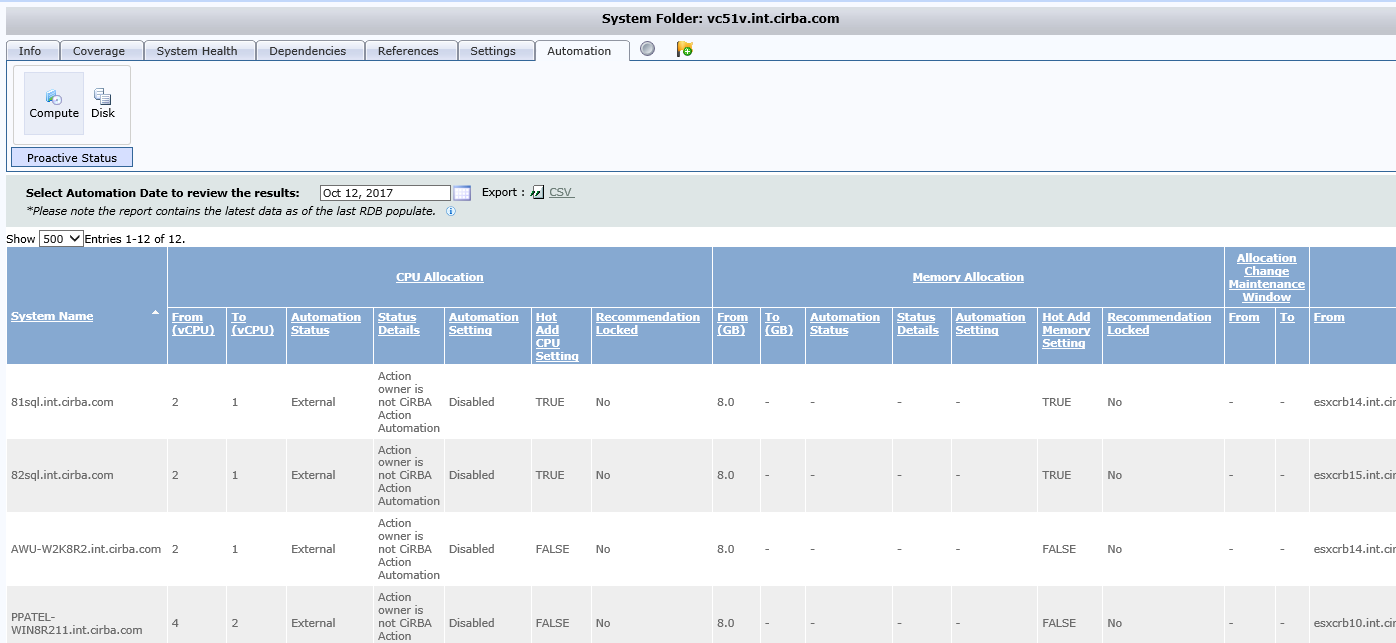 System Folder: vc51v.int.cirba.com
Info Coverage System Health Dependencies References Settings Automation
Compute Disk
Proactive Status
Select Automation Date to review the results: Oct 12, 2017 Export : CSV
*Please note the report contains the latest data as of the last RDB populate.
Show 500 Entries 1-12 of 12.
System Name
CPU Allocation
Memory Allocation
Allocation
Change
Maintenance
Window
From
(vCPU)
To
(vCPU)
Automation
Status
Status
Details
Automation
Setting
Hot
Add
CPU
Setting
Recommendation
Locked
From
(GB)
To
(GB)
Automation
Status
Status
Details
Automation
Setting
Hot Add
Memory
Setting
Recommendation
Locked
From
To
From
81sql.int.cirba.com 2 1 External
Action
owner is
not CiRBA
Action
Automation
Disabled TRUE No 8.0 - - - - TRUE No - - esxcrb14.int.cir
82sql.int.cirba.com 2 1 External
Action
owner is
not CiRBA
Action
Automation
Disabled TRUE No 8.0 - - - - TRUE No - - esxcrb15.int.cir
AWU-W2K8R2.int.cirba.com 2 1 External
Action
owner is
not CiRBA
Action
Automation
Disabled FALSE No 8.0 - - - - FALSE No - - esxcrb14.int.cir
PPATEL-
WIN8R211.int.cirba.com
4 2 External
Action
owner is
not CiRBA
Action
Disabled FALSE No 8.0 - - - - FALSE No - - esxcrb10.int.cir